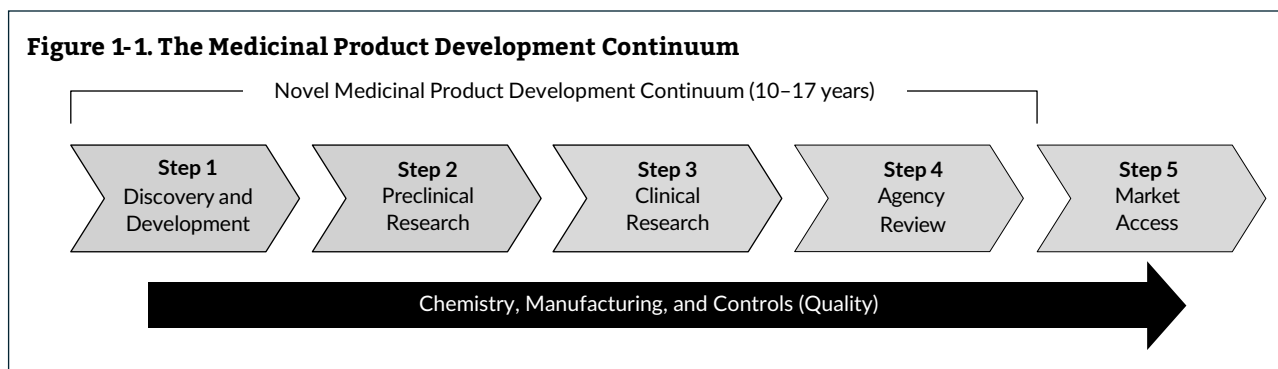 Figure 1-1. The Medicinal Product Development Continuum
Novel Medicinal Product Development Continuum (10–17 years)
Step 1
Discovery and
Development
Step 2
Preclinical
Research
Step 3
Clinical
Research
Step 4
Agency
Review
Step 5
Market
Access
Chemistry, Manufacturing, and Controls (Quality)